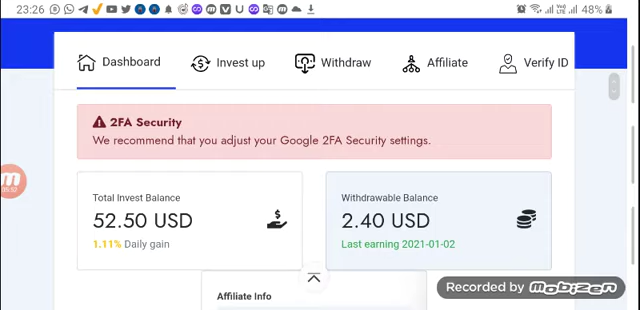 23:26
48%
Dashboard
Invest up
Withdraw
Affiliate
Verify ID
2FA Security
We recommend that you adjust your Google 2FA Security settings.
Total Invest Balance
52.50 USD
1.11% Daily gain
Withdrawable Balance
2.40 USD
Last earning 2021-01-02
Affiliate Info
Recorded by Mobizen